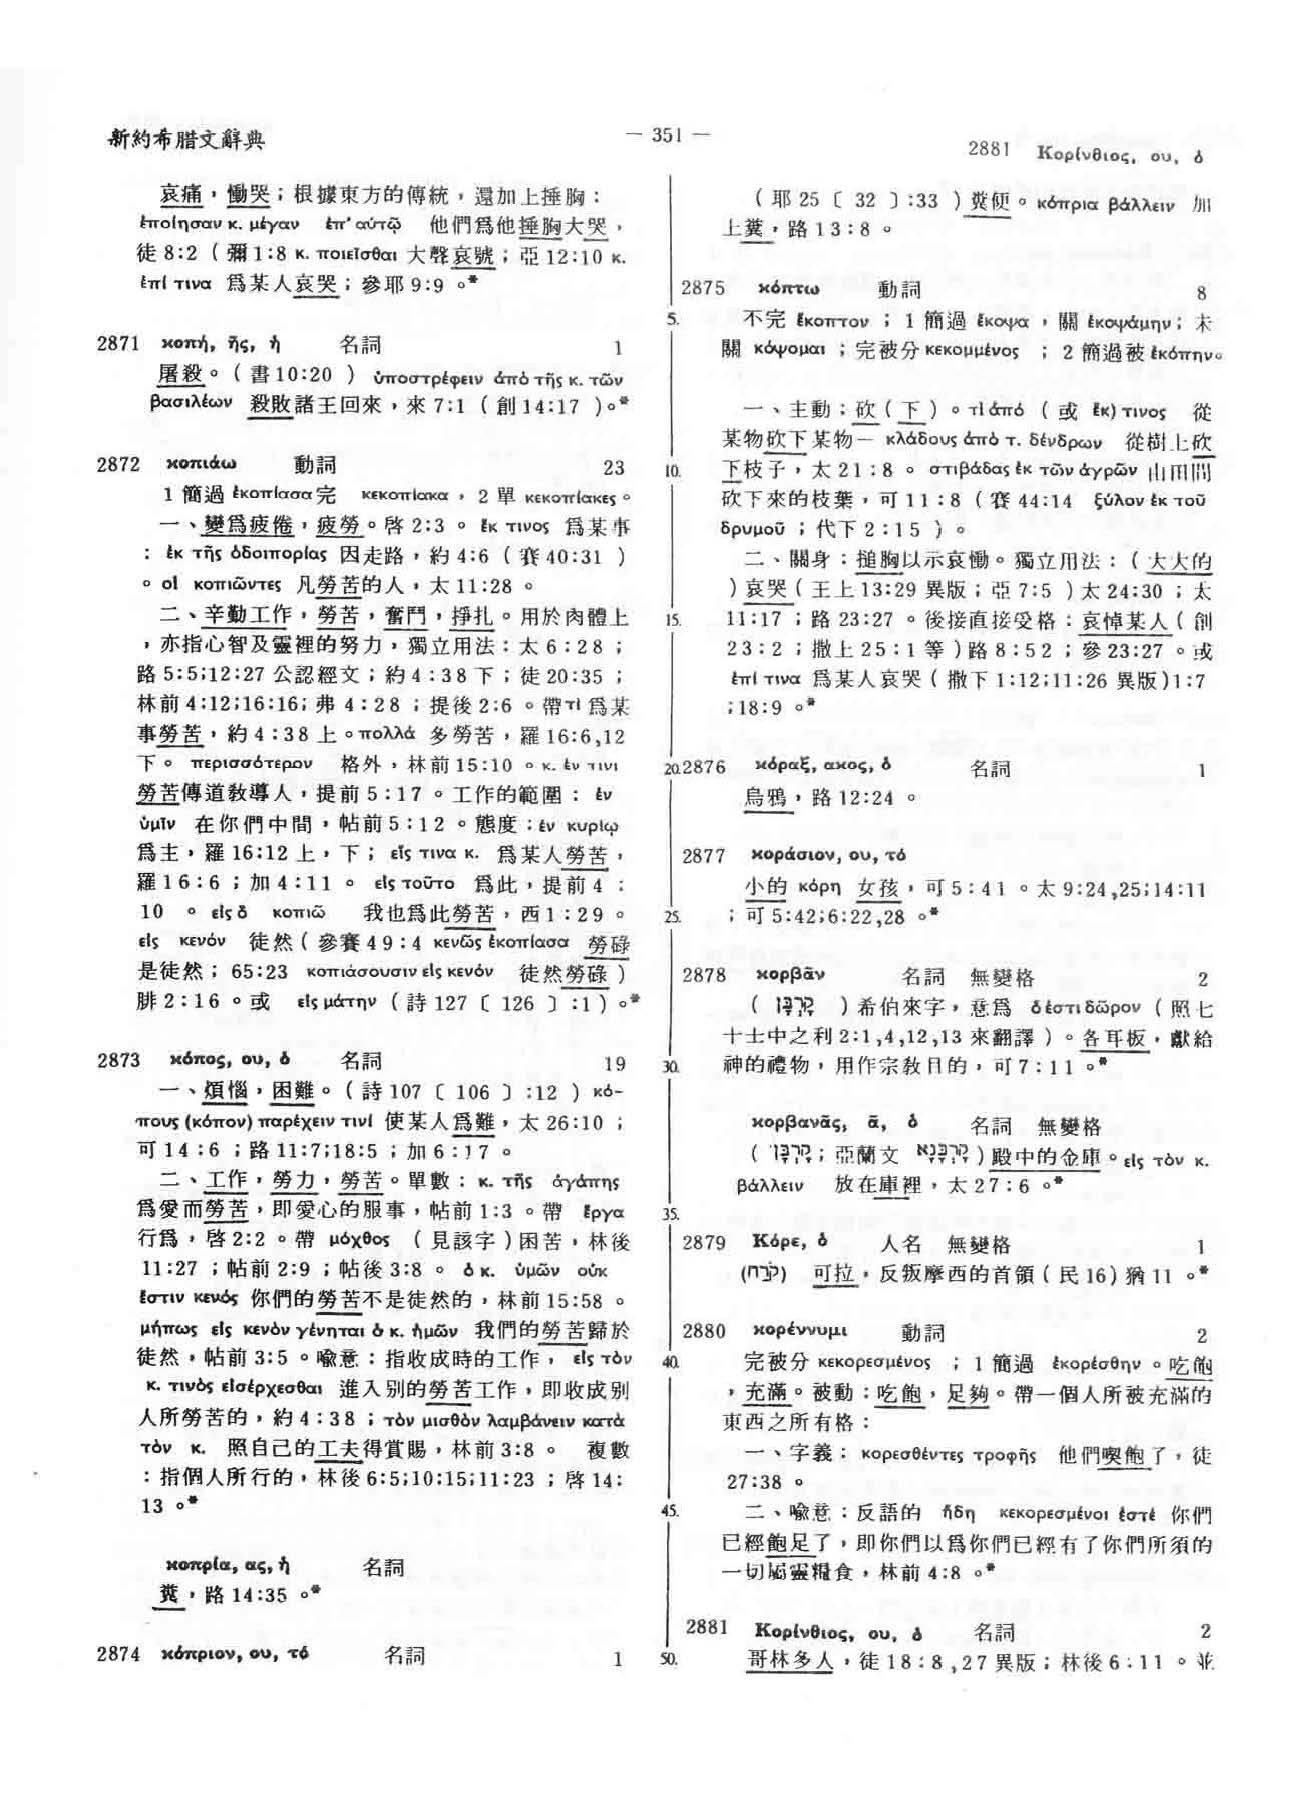 新約希腊文辭典
— 351 —
2881 Κορίνθιος, ου, ὁ
哀痛，慟哭；根據東方的傳統，還加上捶胸：
ἐποίησαν κ. μέγαν ἐπ' αὐτῷ 他們爲他捶胸大哭，
徒 8:2（彌 1:8 κ. ποιεῖσθαι 大聲哀號；亞 12:10 κ.
ἐπί τινα 爲某人哀哭；參耶 9:9 。*
2871 κοπή, ῆς, ἡ 名詞 1
屠殺。（書 10:20 ） ὑποστρέφειν ἀπὸ τῆς κ. τῶν
βασιλέων 殺敗諸王回來，來 7:1（創 14:17 ）。*
2872 κοπιάω 動詞 23
1 簡過 ἐκοπίασα 完 κεκοπίακα，2 單 κεκοπίακες。
一、變爲疲倦，疲勞。啓 2:3 。 ἐκ τινος 爲某事
: ἐκ τῆς ὁδοιπορίας 因走路，約 4:6（賽 40:31 ）
。οἱ κοπιῶντες 凡勞苦的人，太 11:28 。
二、辛勤工作，勞苦，奮鬥，掙扎。用於肉體上
，亦指心智及靈裡的努力，獨立用法：太 6:28 ；
路 5:5;12:27 公認經文；約 4:38 下；徒 20:35 ；
林前 4:12;16:16; 弗 4:28 ；提後 2:6 。帶 τί 爲某
事勞苦，約 4:38 上。πολλά 多勞苦，羅 16:6,12
下。 περισσότερον 格外，林前 15:10 。κ. ἐν τινι
勞苦傳道教導人，提前 5:17 。工作的範圍：ἐν
ὑμῖν 在你們中間，帖前 5:12 。態度：ἐν κυρίῳ
爲主，羅 16:12 上，下；εἴς τινα κ. 爲某人勞苦，
羅 16:6 ；加 4:11 。 εἰς τοῦτο 爲此，提前 4 :
10 。εἰς ὃ κοπιῶ 我也爲此勞苦，西 1:29 。
εἰς κενόν 徒然（參賽 49:4 κενῶς ἐκοπίασα 勞碌
是徒然；65:23 κοπιάσουσιν εἰς κενόν 徒然勞碌）
腓 2:16 。或 εἰς μάτην（詩 127〔126〕:1）。*
2873 κόπος, ου, ὁ 名詞 19
一、煩惱，困難。（詩 107〔106〕:12 ）κό-
πους (κόπον) παρέχειν τινί 使某人爲難，太 26:10 ；
可 14:6 ；路 11:7;18:5 ；加 6:17 。
二、工作，勞力，勞苦。單數：κ. τῆς ἀγάπης
爲愛而勞苦，即愛心的服事，帖前 1:3 。帶 ἔργα
行爲，啓 2:2 。帶 μόχθος （見該字）困苦，林後
11:27 ；帖前 2:9 ；帖後 3:8 。 ὁ κ. ὑμῶν οὐκ
ἔστιν κενός 你們的勞苦不是徒然的，林前 15:58 。
μήπως εἰς κενὸν γένηται ὁ κ. ἡμῶν 我們的勞苦歸於
徒然，帖前 3:5 。喩意：指收成時的工作， εἰς τὸν
κ. τινὸς εἰσέρχεσθαι 進入別的勞苦工作，即收成別
人所勞苦的，約 4:38 ；τὸν μισθὸν λαμβάνειν κατὰ
τὸν κ. 照自己的工夫得賞賜，林前 3:8 。 複數
：指個人所行的，林後 6:5;10:15;11:23 ；啓 14:
13 。*
κοπρία, ας, ἡ 名詞
糞，路 14:35 。*
2874 κόπριον, ου, τό 名詞 1
（耶 25〔32〕:33 ）糞便。κόπρια βάλλειν 加
上糞，路 13:8 。
2875 κόπτω 動詞 8
5. 不完 ἔκοπτον；1 簡過 ἔκοψα，關 ἐκοψάμην；未
關 κόψομαι；完被分 κεκομμένος ；2 簡過被 ἐκόπην。
一、主動；砍（下）。τὶ ἀπό（或 ἐκ) τινος 從
某物砍下某物— κλάδους ἀπὸ τ. δένδρων 從樹上砍
10. 下枝子，太 21:8 。στιβάδας ἐκ τῶν ἀγρῶν 由田間
砍下來的枝葉，可 11:8（賽 44:14 ξύλον ἐκ τοῦ
δρυμοῦ；代下 2:15 ）。
二、關身：搥胸以示哀慟。獨立用法：（大大的
）哀哭（王上 13:29 異版；亞 7:5 ）太 24:30 ；太
15. 11:17 ；路 23:27 。後接直接受格：哀悼某人（創
23:2 ；撒上 25:1 等）路 8:52 ；參 23:27 。或
ἐπί τινα 爲某人哀哭（撒下 1:12;11:26 異版）1:7
;18:9 。*
20. 2876 κόραξ, ακος, ὁ 名詞 1
烏鴉，路 12:24 。
2877 κοράσιον, ου, τό
小的 κόρη 女孩，可 5:41 。太 9:24,25;14:11
25. ；可 5:42;6:22,28 。*
2878 κορβᾶν 名詞 無變格 2
（ קָרְבָּן ）希伯來字，意爲 ὅ ἐστι δῶρον（照七
十士中之利 2:1,4,12,13 來翻譯）。各耳板，獻給
30. 神的禮物，用作宗教目的，可 7:11 。*
κορβανᾶς, ᾶ, ὁ 名詞 無變格
（ קָרְבָּן；亞蘭文 קָרְבָּנָא ）殿中的金庫。εἰς τὸν κ.
βάλλειν 放在庫裡，太 27:6 。*
35.
2879 Κόρε, ὁ 人名 無變格 1
(קֹרַח) 可拉，反叛摩西的首領（民 16) 猶 11 。*
2880 κορέννυμι 動詞 2
40. 完被分 κεκορεσμένος ；1 簡過 ἐκορέσθην。吃飽
，充滿。被動：吃飽，足夠。帶一個人所被充滿的
東西之所有格：
一、字義：κορεσθέντες τροφῆς 他們喫飽了，徒
27:38 。
45. 二、喩意：反語的 ἤδη κεκορεσμένοι ἐστέ 你們
已經飽足了，即你們以爲你們已經有了你們所須的
一切屬靈糧食，林前 4:8 。*
2881 Κορίνθιος, ου, ὁ 名詞 2
50. 哥林多人，徒 18:8,27 異版；林後 6:11 。並